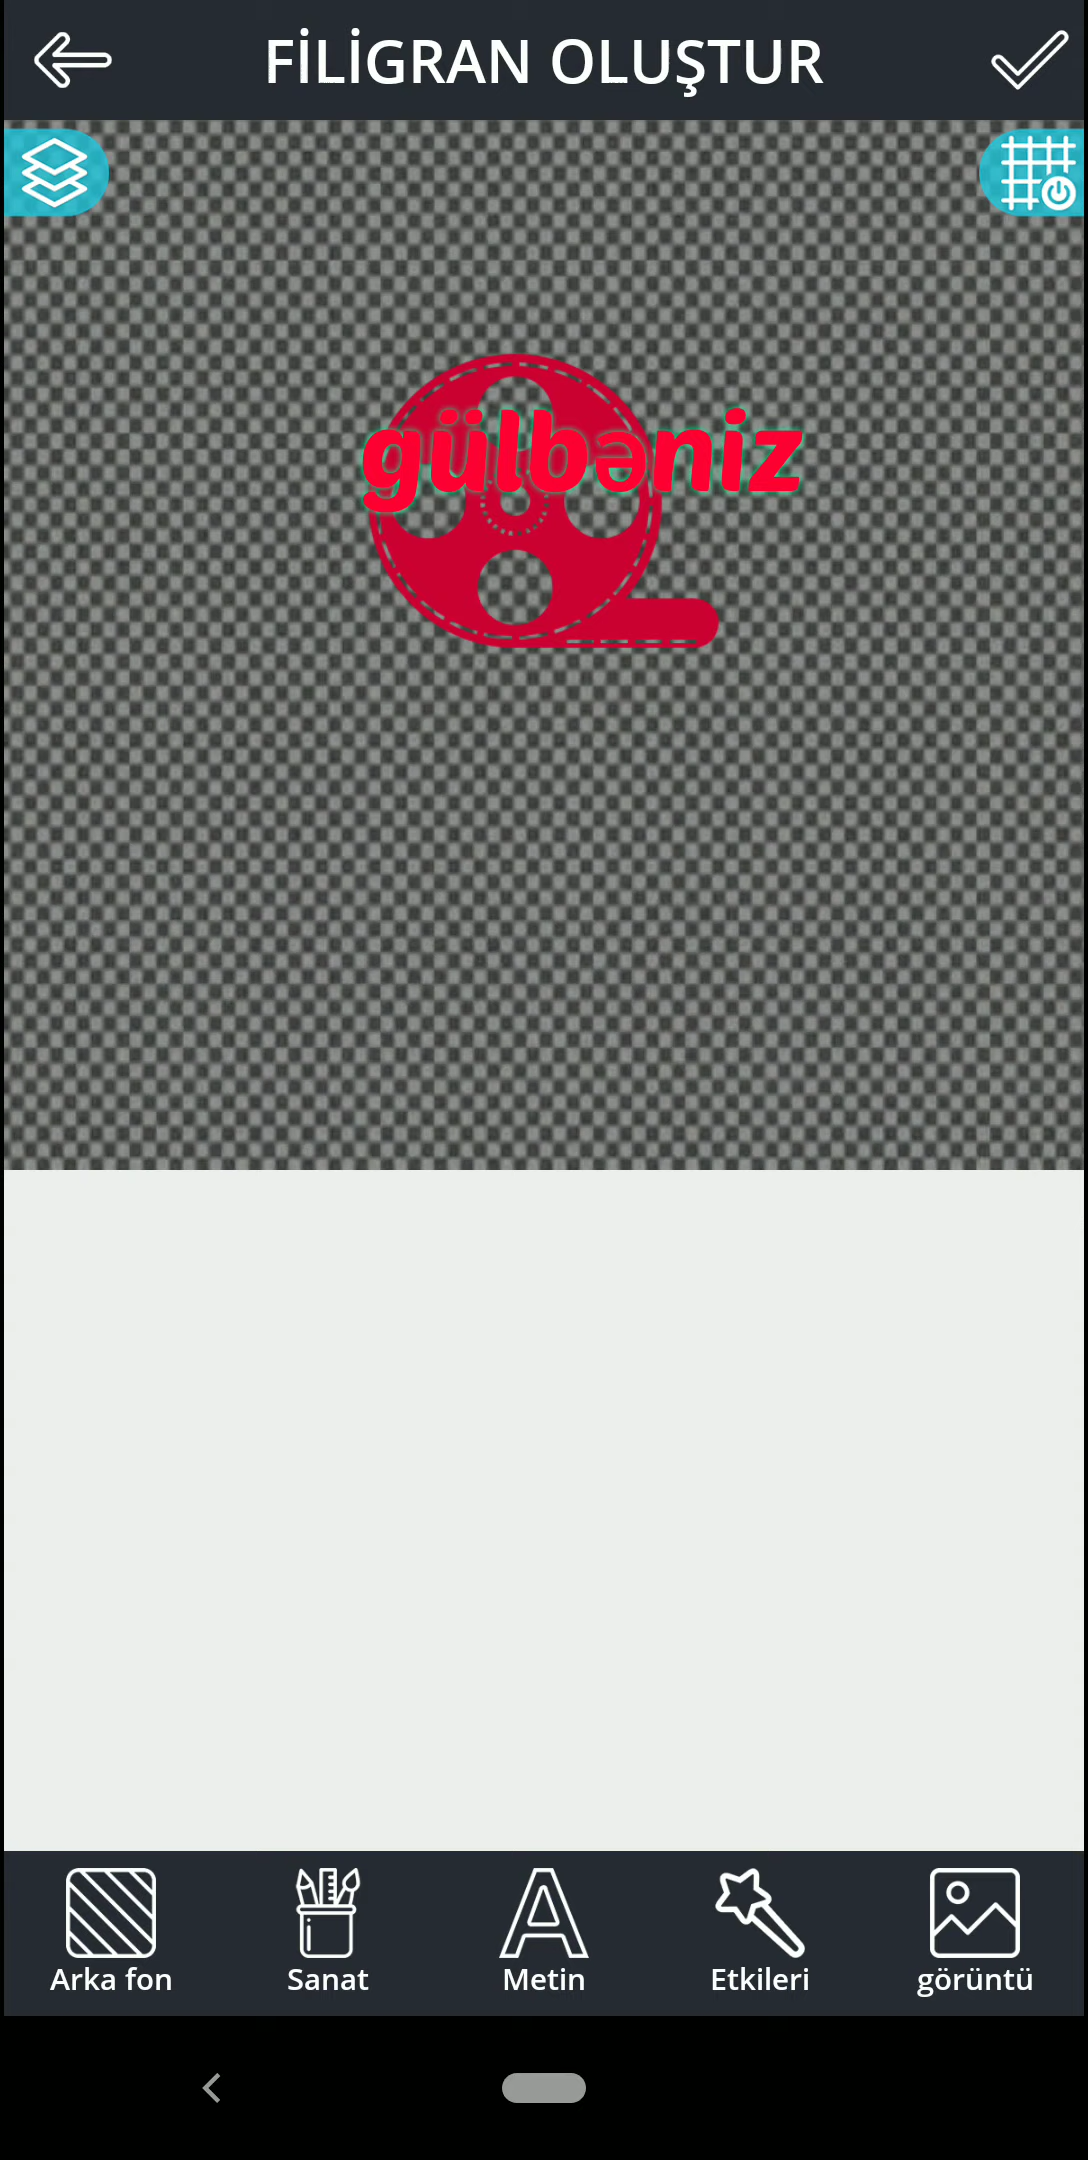 FİLİGRAN OLUŞTUR
gülbəniz
Arka fon
Sanat
Metin
Etkileri
görüntü